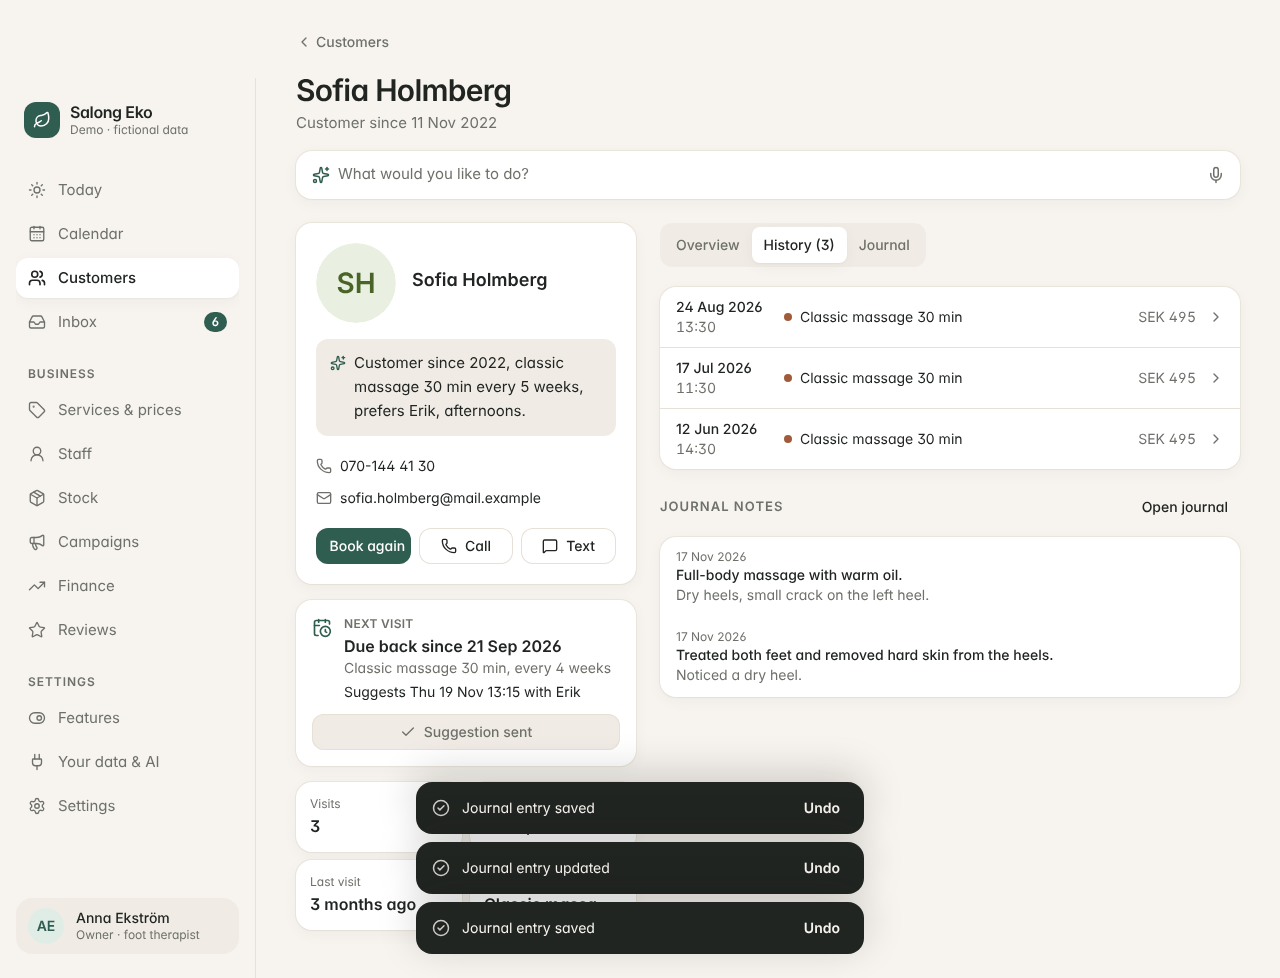 Customers
Sofia Holmberg
Customer since 11 Nov 2022
Salong Eko
Demo · fictional data
Today
Calendar
Customers
Inbox
6
BUSINESS
Services & prices
Staff
Stock
Campaigns
Finance
Reviews
SETTINGS
Features
Your data & AI
Settings
AE
Anna Ekström
Owner · foot therapist
What would you like to do?
SH
Sofia Holmberg
Customer since 2022, classic
massage 30 min every 5 weeks,
prefers Erik, afternoons.
070-144 41 30
sofia.holmberg@mail.example
Book again
Call
Text
NEXT VISIT
Due back since 21 Sep 2026
Classic massage 30 min, every 4 weeks
Suggests Thu 19 Nov 13:15 with Erik
Suggestion sent
Visits
3
Last visit
3 months ago
Overview
History (3)
Journal
24 Aug 2026
13:30
Classic massage 30 min
SEK 495
17 Jul 2026
11:30
Classic massage 30 min
SEK 495
12 Jun 2026
14:30
Classic massage 30 min
SEK 495
JOURNAL NOTES
Open journal
17 Nov 2026
Full-body massage with warm oil.
Dry heels, small crack on the left heel.
17 Nov 2026
Treated both feet and removed hard skin from the heels.
Noticed a dry heel.
Journal entry saved
Undo
Journal entry updated
Undo
Journal entry saved
Undo